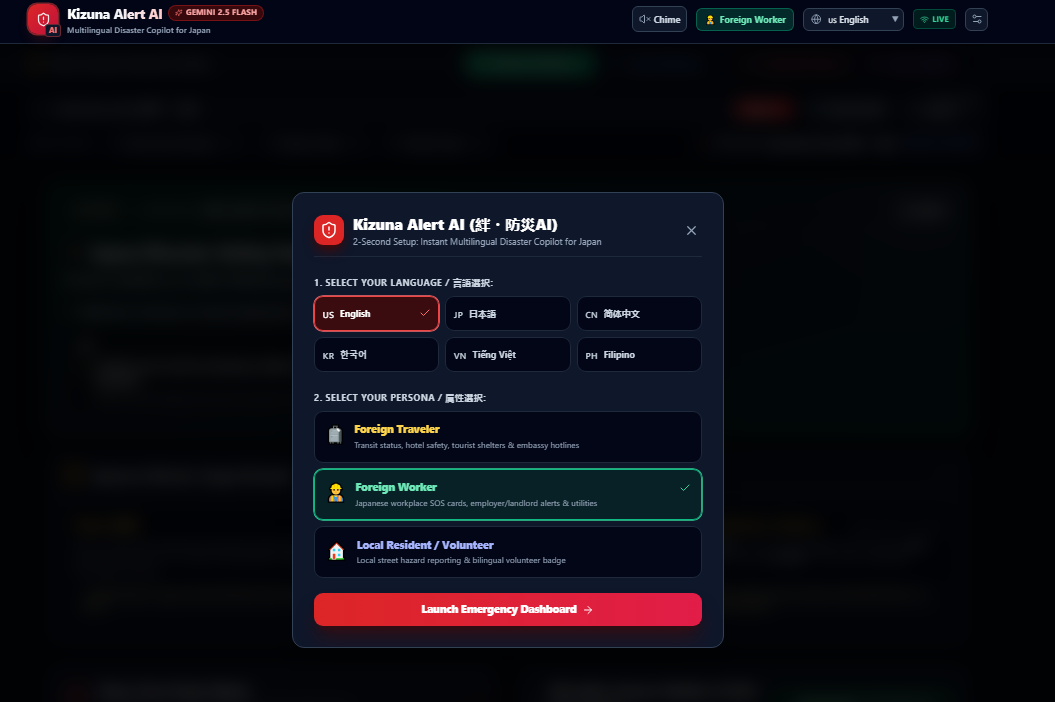 Kizuna Alert AI GEMINI 2.5 FLASH
AI
Multilingual Disaster Copilot for Japan
Chime
Foreign Worker
us English
LIVE
Kizuna Alert AI (絆・防災AI)
2-Second Setup: Instant Multilingual Disaster Copilot for Japan
1. SELECT YOUR LANGUAGE / 言語選択:
US English
JP 日本語
CN 简体中文
KR 한국어
VN Tiếng Việt
PH Filipino
2. SELECT YOUR PERSONA / 属性選択:
Foreign Traveler
Transit status, hotel safety, tourist shelters & embassy hotlines
Foreign Worker
Japanese workplace SOS cards, employer/landlord alerts & utilities
Local Resident / Volunteer
Local street hazard reporting & bilingual volunteer badge
Launch Emergency Dashboard →